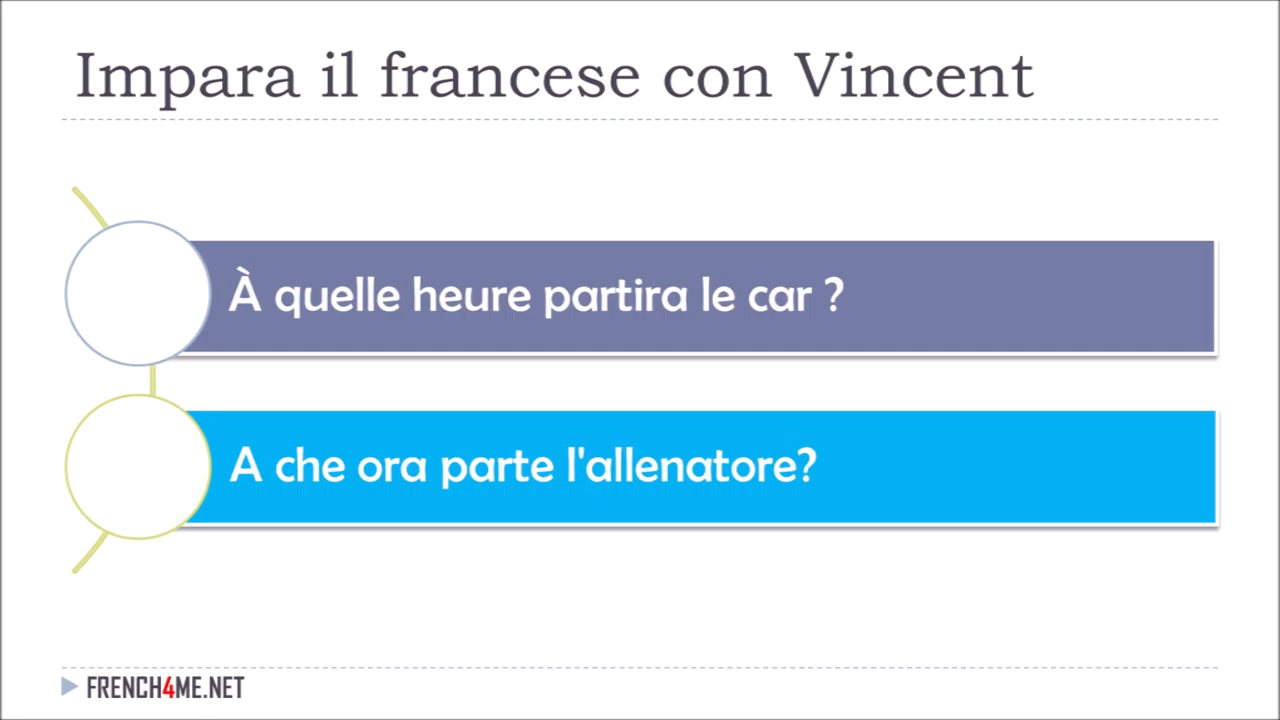 Impara il francese con Vincent
À quelle heure partira le car ?
A che ora parte l'allenatore?
FRENCH4ME.NET